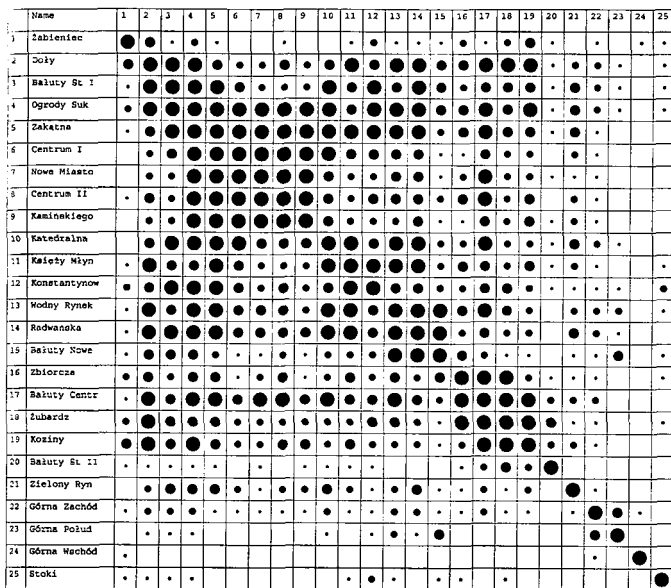 Name 1 2 3 4 5 6 7 8 9 10 11 12 13 14 15 16 17 18 19 20 21 22 23 24 25
1 Żabieniec
2 Doły
3 Bałuty St I
4 Ogrody Suk
5 Zakątna
6 Centrum I
7 Nowe Miasto
8 Centrum II
9 Kamińskiego
10 Katedralna
11 Księży Młyn
12 Konstantynow
13 Wodny Rynek
14 Radwańska
15 Bałuty Nowe
16 Zbiorcza
17 Bałuty Centr
18 Żubardź
19 Koziny
20 Bałuty St II
21 Zielony Ryn
22 Górna Zachód
23 Górna Połud
24 Górna Wschód
25 Stoki